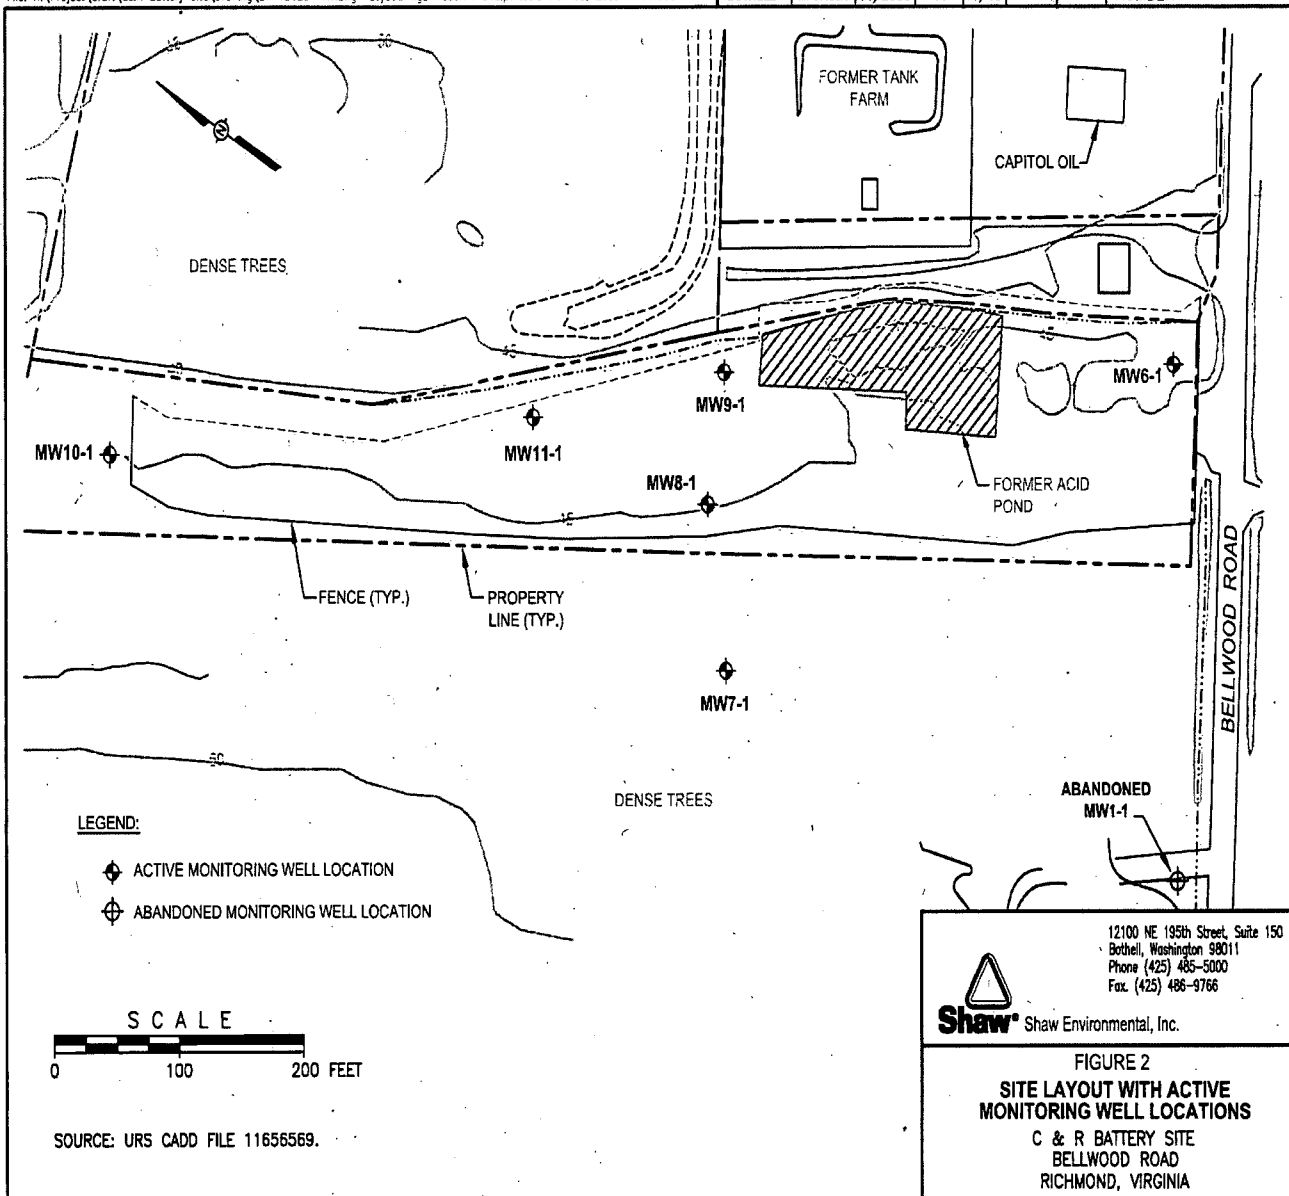 FORMER TANK
FARM
CAPITOL OIL
N
DENSE TREES
MW6-1
MW9-1
MW11-1
MW10-1
MW8-1
FORMER ACID
POND
FENCE (TYP.)
PROPERTY
LINE (TYP.)
BELLWOOD ROAD
MW7-1
DENSE TREES
ABANDONED
MW1-1
LEGEND:
ACTIVE MONITORING WELL LOCATION
ABANDONED MONITORING WELL LOCATION
SCALE
0 100 200 FEET
SOURCE: URS CADD FILE 11656569.
12100 NE 195th Street, Suite 150
Bothell, Washington 98011
Phone (425) 485-5000
Fax. (425) 486-9766
Shaw® Shaw Environmental, Inc.
FIGURE 2
SITE LAYOUT WITH ACTIVE
MONITORING WELL LOCATIONS
C & R BATTERY SITE
BELLWOOD ROAD
RICHMOND, VIRGINIA